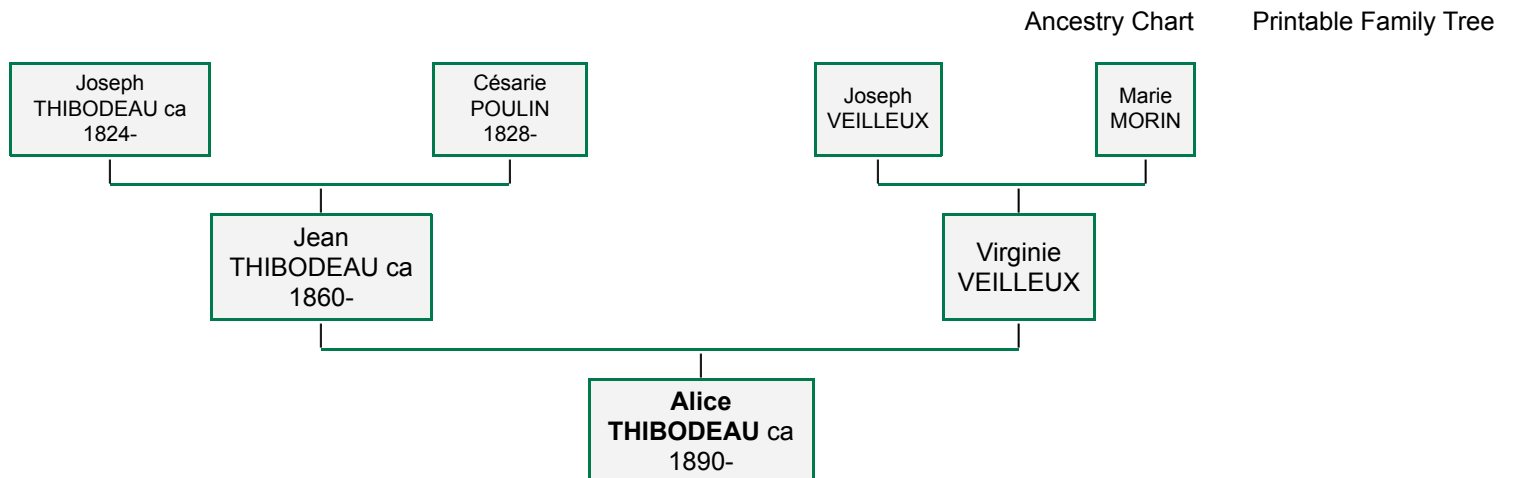 Ancestry Chart Printable Family Tree
Joseph
THIBODEAU ca
1824-
Césarie
POULIN
1828-
Joseph
VEILLEUX
Marie
MORIN
Jean
THIBODEAU ca
1860-
Virginie
VEILLEUX
Alice
THIBODEAU ca
1890-